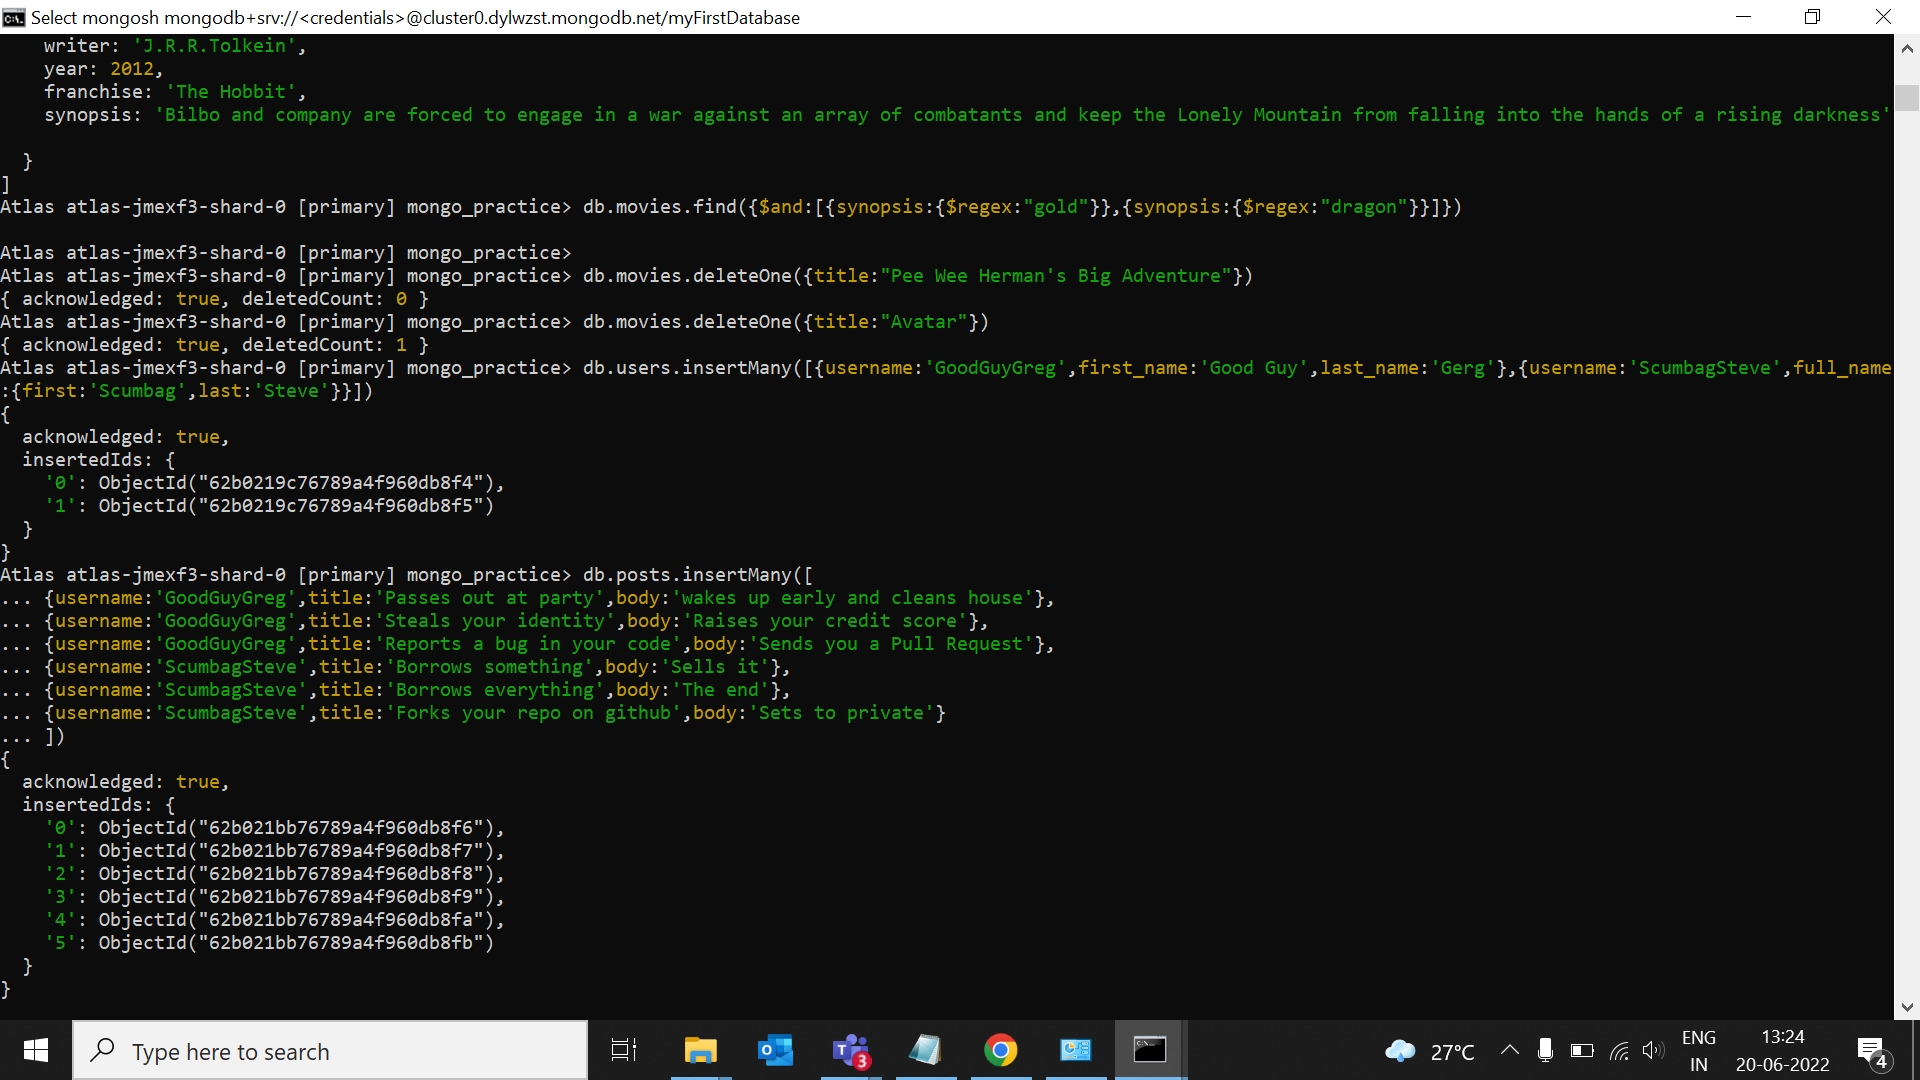 Select mongosh mongodb+srv://<credentials>@cluster0.dylwzst.mongodb.net/myFirstDatabase
writer: 'J.R.R.Tolkein',
year: 2012,
franchise: 'The Hobbit',
synopsis: 'Bilbo and company are forced to engage in a war against an array of combatants and keep the Lonely Mountain from falling into the hands of a rising darkness'
}
]
Atlas atlas-jmexf3-shard-0 [primary] mongo_practice> db.movies.find({$and:[{synopsis:{$regex:"gold"}},{synopsis:{$regex:"dragon"}}]})
Atlas atlas-jmexf3-shard-0 [primary] mongo_practice>
Atlas atlas-jmexf3-shard-0 [primary] mongo_practice> db.movies.deleteOne({title:"Pee Wee Herman's Big Adventure"})
{ acknowledged: true, deletedCount: 0 }
Atlas atlas-jmexf3-shard-0 [primary] mongo_practice> db.movies.deleteOne({title:"Avatar"})
{ acknowledged: true, deletedCount: 1 }
Atlas atlas-jmexf3-shard-0 [primary] mongo_practice> db.users.insertMany([{username:'GoodGuyGreg',first_name:'Good Guy',last_name:'Gerg'},{username:'ScumbagSteve',full_name
:{first:'Scumbag',last:'Steve'}}])
{
acknowledged: true,
insertedIds: {
'0': ObjectId("62b0219c76789a4f960db8f4"),
'1': ObjectId("62b0219c76789a4f960db8f5")
}
}
Atlas atlas-jmexf3-shard-0 [primary] mongo_practice> db.posts.insertMany([
... {username:'GoodGuyGreg',title:'Passes out at party',body:'wakes up early and cleans house'},
... {username:'GoodGuyGreg',title:'Steals your identity',body:'Raises your credit score'},
... {username:'GoodGuyGreg',title:'Reports a bug in your code',body:'Sends you a Pull Request'},
... {username:'ScumbagSteve',title:'Borrows something',body:'Sells it'},
... {username:'ScumbagSteve',title:'Borrows everything',body:'The end'},
... {username:'ScumbagSteve',title:'Forks your repo on github',body:'Sets to private'}
... ])
{
acknowledged: true,
insertedIds: {
'0': ObjectId("62b021bb76789a4f960db8f6"),
'1': ObjectId("62b021bb76789a4f960db8f7"),
'2': ObjectId("62b021bb76789a4f960db8f8"),
'3': ObjectId("62b021bb76789a4f960db8f9"),
'4': ObjectId("62b021bb76789a4f960db8fa"),
'5': ObjectId("62b021bb76789a4f960db8fb")
}
}
Type here to search
3
27°C
ENG
IN
13:24
20-06-2022
4